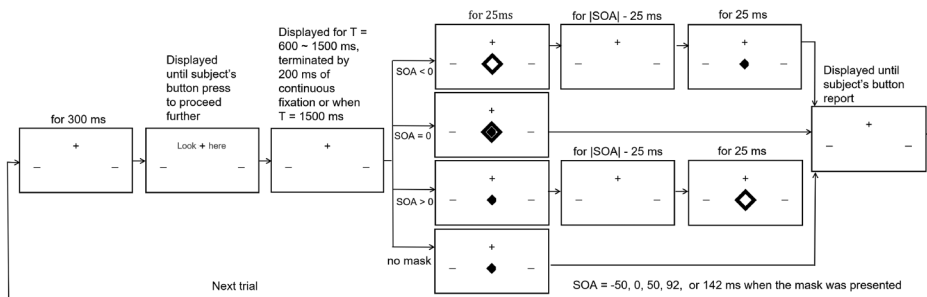 for 300 ms
Displayed
until subject's
button press
to proceed
further
Look + here
Displayed for T =
600 ~ 1500 ms,
terminated by
200 ms of
continuous
fixation or when
T = 1500 ms
for 25ms
for |SOA| - 25 ms
for 25 ms
SOA < 0
SOA = 0
for |SOA| - 25 ms
for 25 ms
SOA > 0
no mask
Displayed until
subject's button
report
Next trial
SOA = -50, 0, 50, 92, or 142 ms when the mask was presented